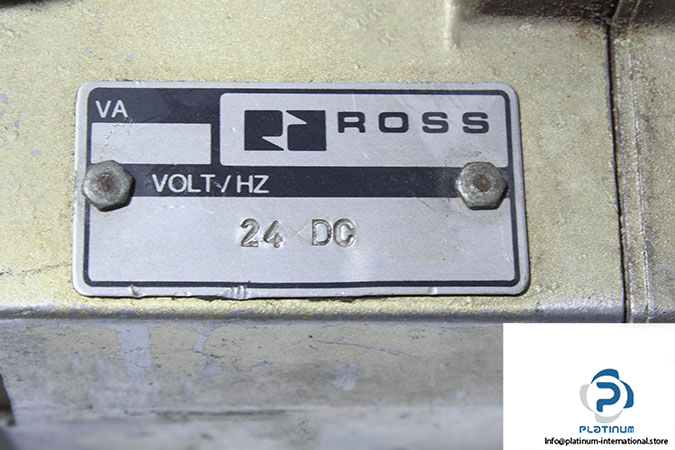 VA
ROSS
VOLT/HZ
24 DC
PLATINUM
Info@platinum-international.store